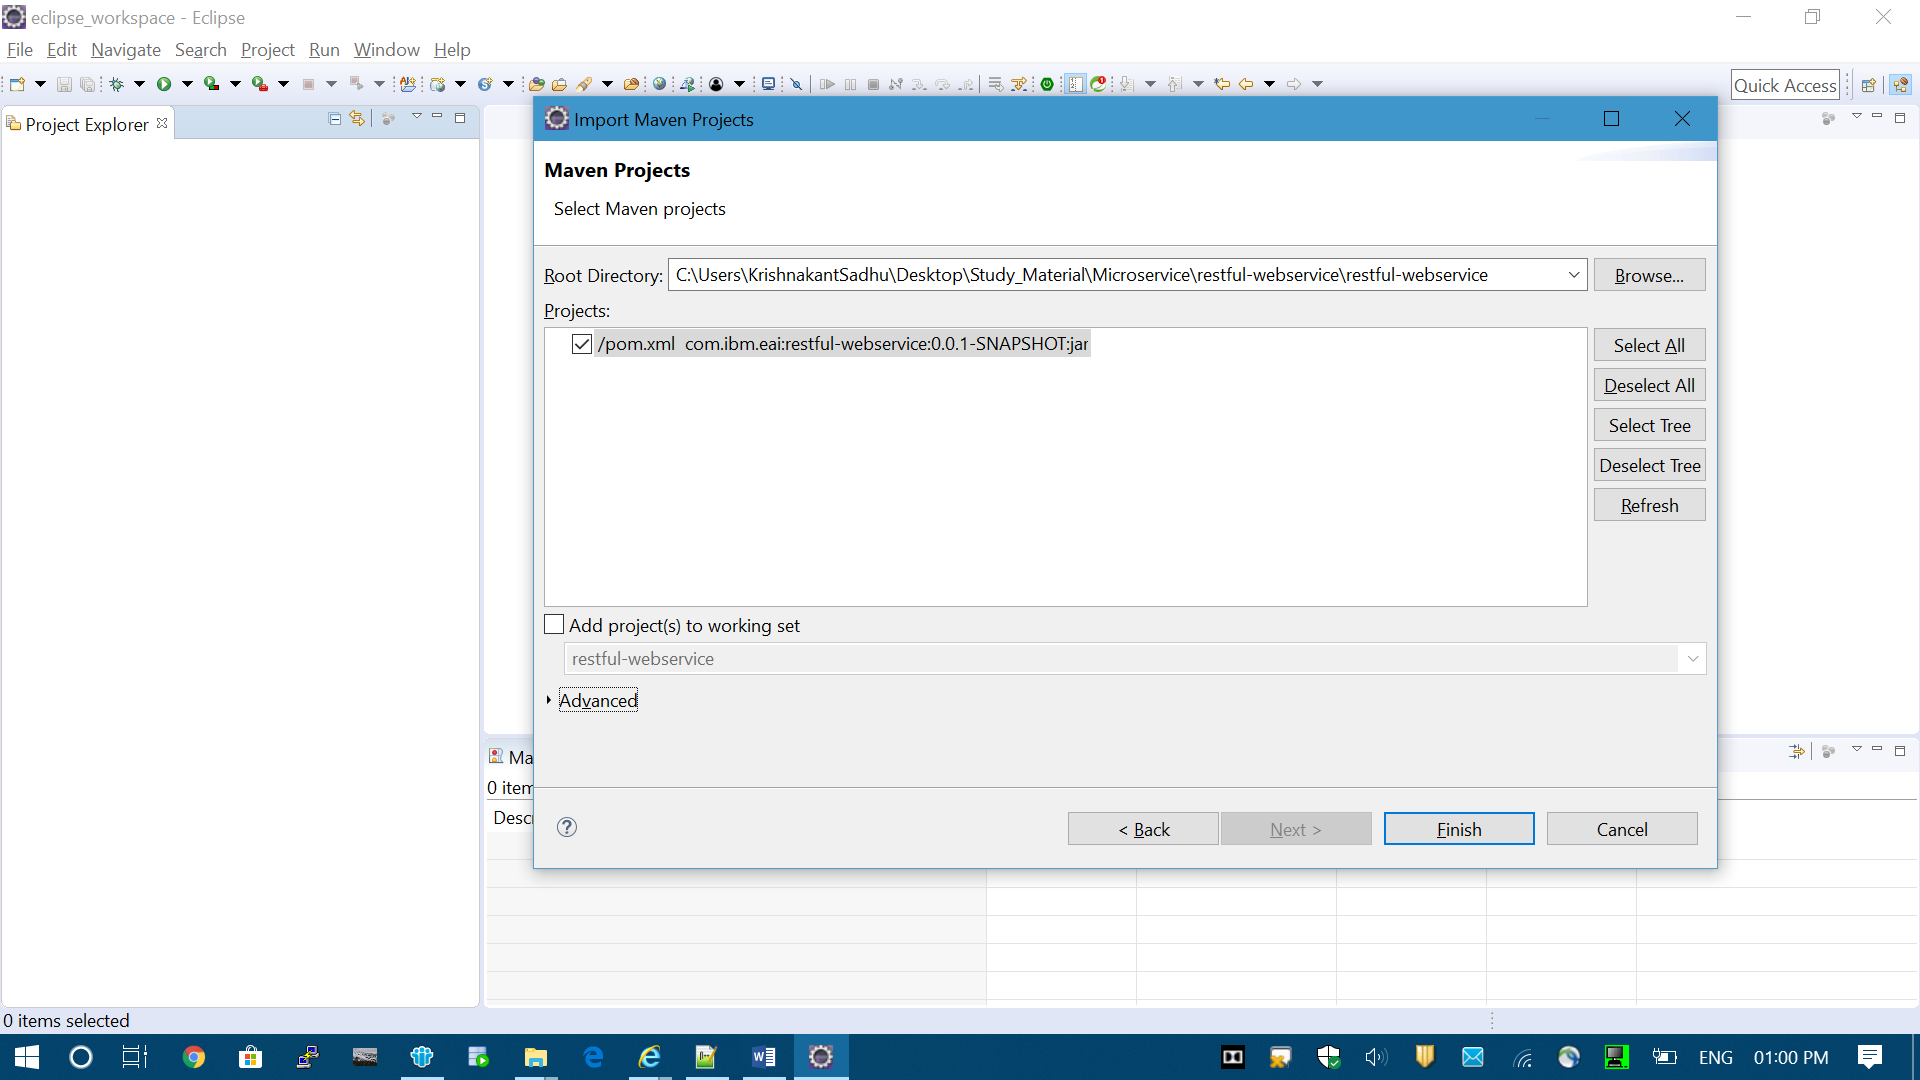 eclipse_workspace - Eclipse
File Edit Navigate Search Project Run Window Help
Quick Access
Project Explorer
Import Maven Projects
Maven Projects
Select Maven projects
Root Directory: C:\Users\KrishnakantSadhu\Desktop\Study_Material\Microservice\restful-webservice\restful-webservice Browse...
Projects:
/pom.xml com.ibm.eai:restful-webservice:0.0.1-SNAPSHOT:jar
Select All
Deselect All
Select Tree
Deselect Tree
Refresh
Add project(s) to working set
restful-webservice
Advanced
Ma
0 item
Descr
< Back Next > Finish Cancel
0 items selected
ENG 01:00 PM